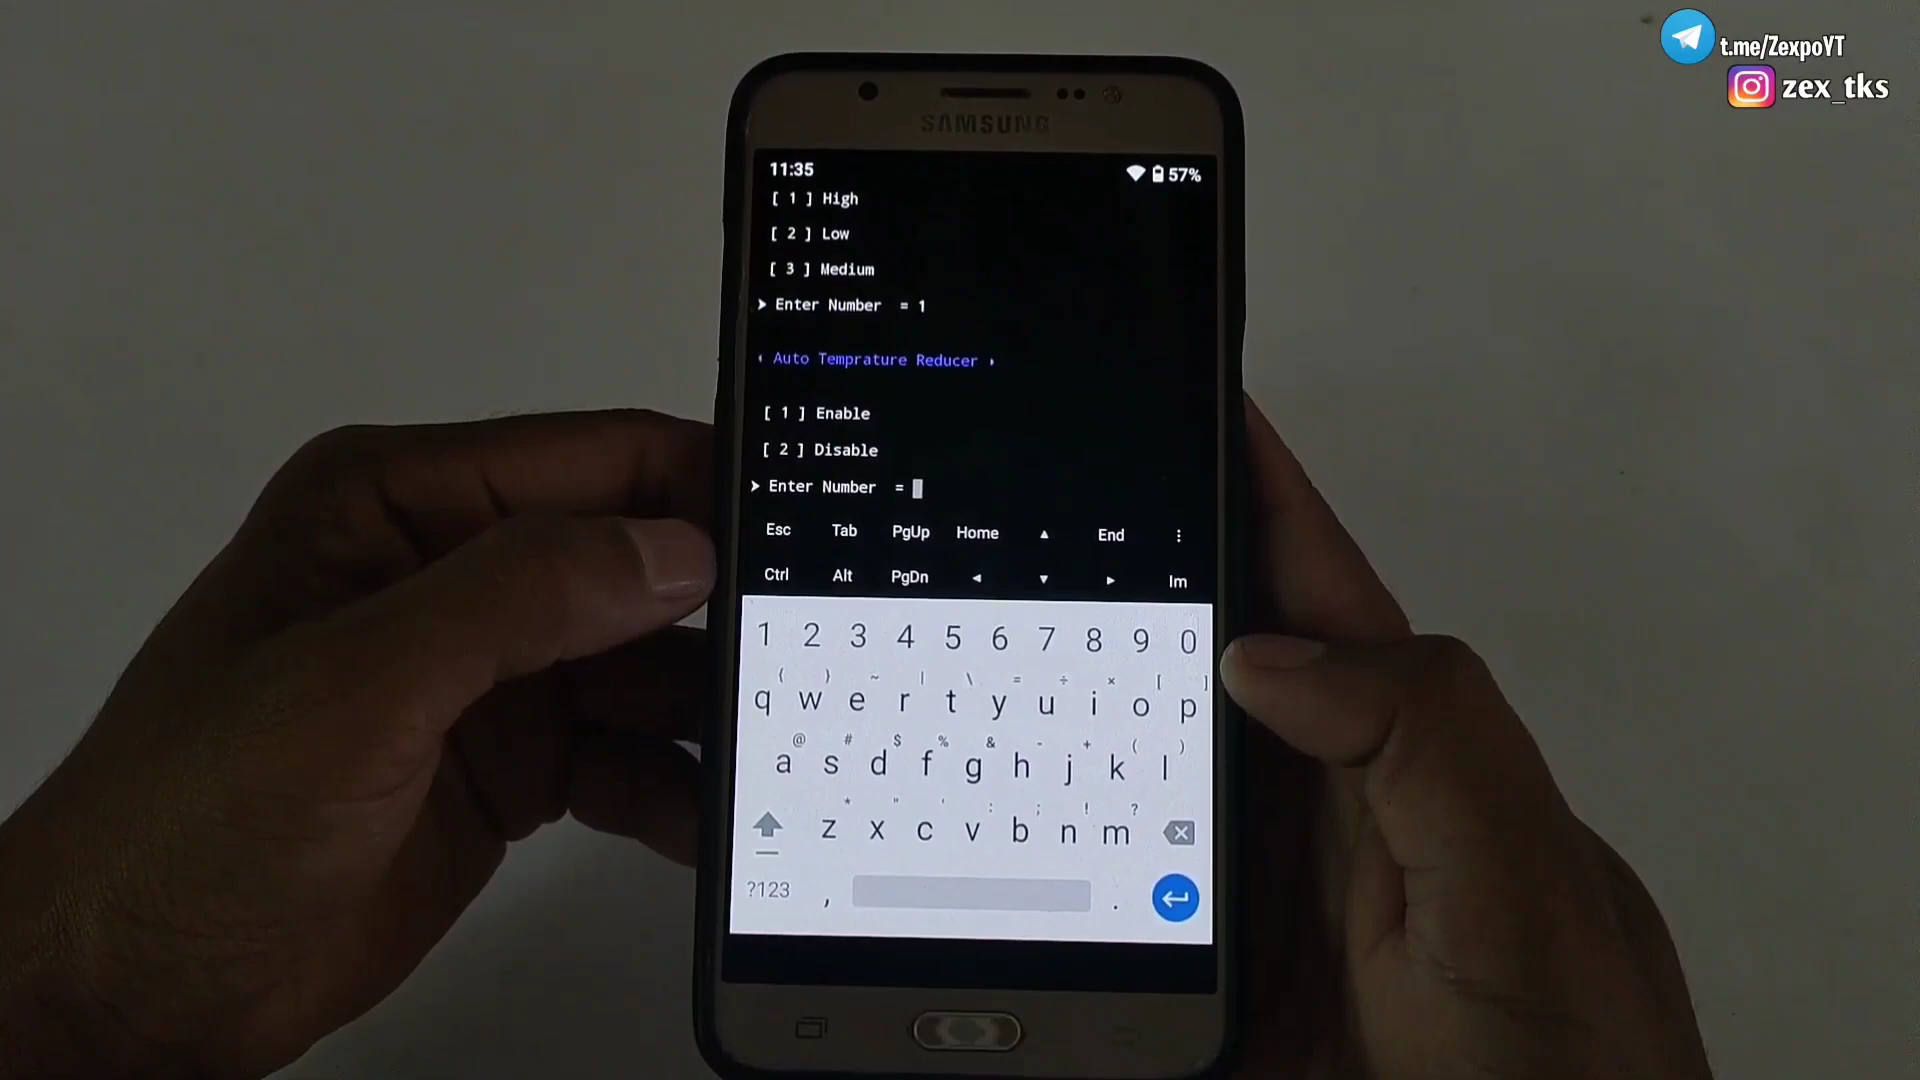 t.me/ZexpoYT
zex_tks
SAMSUNG
11:35
57%
[ 1 ] High
[ 2 ] Low
[ 3 ] Medium
➤ Enter Number = 1
‹ Auto Temprature Reducer ›
[ 1 ] Enable
[ 2 ] Disable
➤ Enter Number =
Esc Tab PgUp Home ▲ End ⋮
Ctrl Alt PgDn ◄ ▼ ► Im
1 2 3 4 5 6 7 8 9 0
{ } ~ | \ = ÷ × [ ]
q w e r t y u i o p
@ # $ % & - + ( )
a s d f g h j k l
* " ' : ; ! ?
z x c v b n m
?123 , .